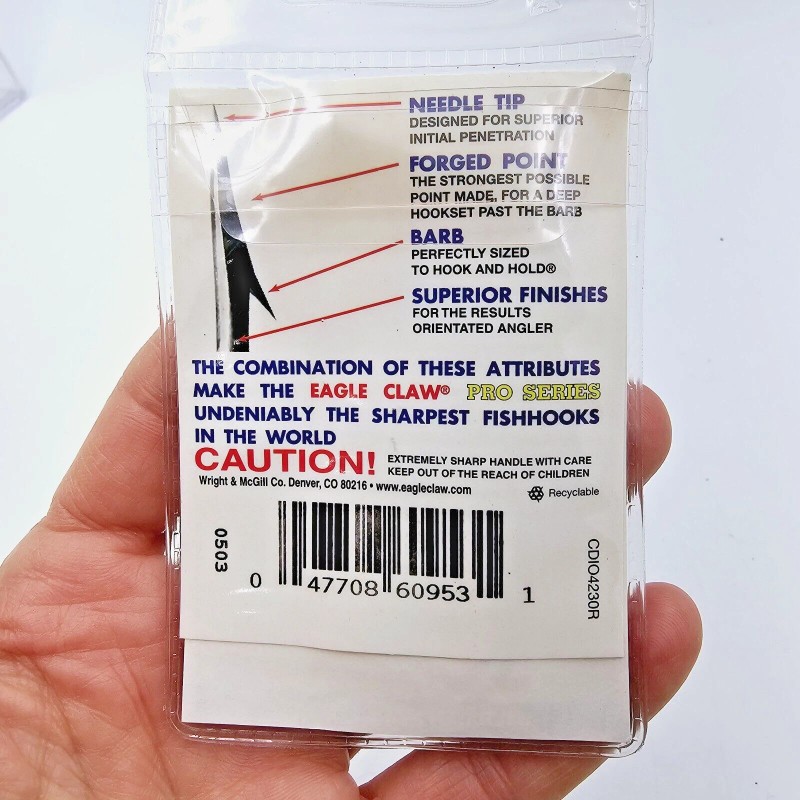 NEEDLE TIP
DESIGNED FOR SUPERIOR
INITIAL PENETRATION
FORGED POINT
THE STRONGEST POSSIBLE
POINT MADE, FOR A DEEP
HOOKSET PAST THE BARB
BARB
PERFECTLY SIZED
TO HOOK AND HOLD®
SUPERIOR FINISHES
FOR THE RESULTS
ORIENTATED ANGLER
THE COMBINATION OF THESE ATTRIBUTES
MAKE THE EAGLE CLAW® PRO SERIES
UNDENIABLY THE SHARPEST FISHHOOKS
IN THE WORLD
CAUTION! EXTREMELY SHARP HANDLE WITH CARE
KEEP OUT OF THE REACH OF CHILDREN
Wright & McGill Co. Denver, CO 80216 • www.eagleclaw.com
Recyclable
0503
0 47708 60953 1
CDIO4230R